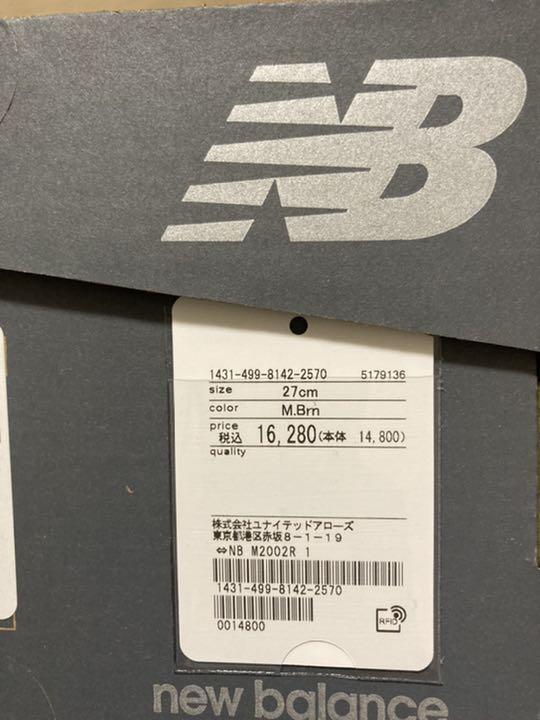 NB
1431-499-8142-2570 5179136
size 27cm
color M.Brn
price
税込 16,280(本体 14,800)
quality
株式会社ユナイテッドアローズ
東京都港区赤坂8-1-19
⇔NB M2002R 1
1431-499-8142-2570
0014800
RFID
new balance